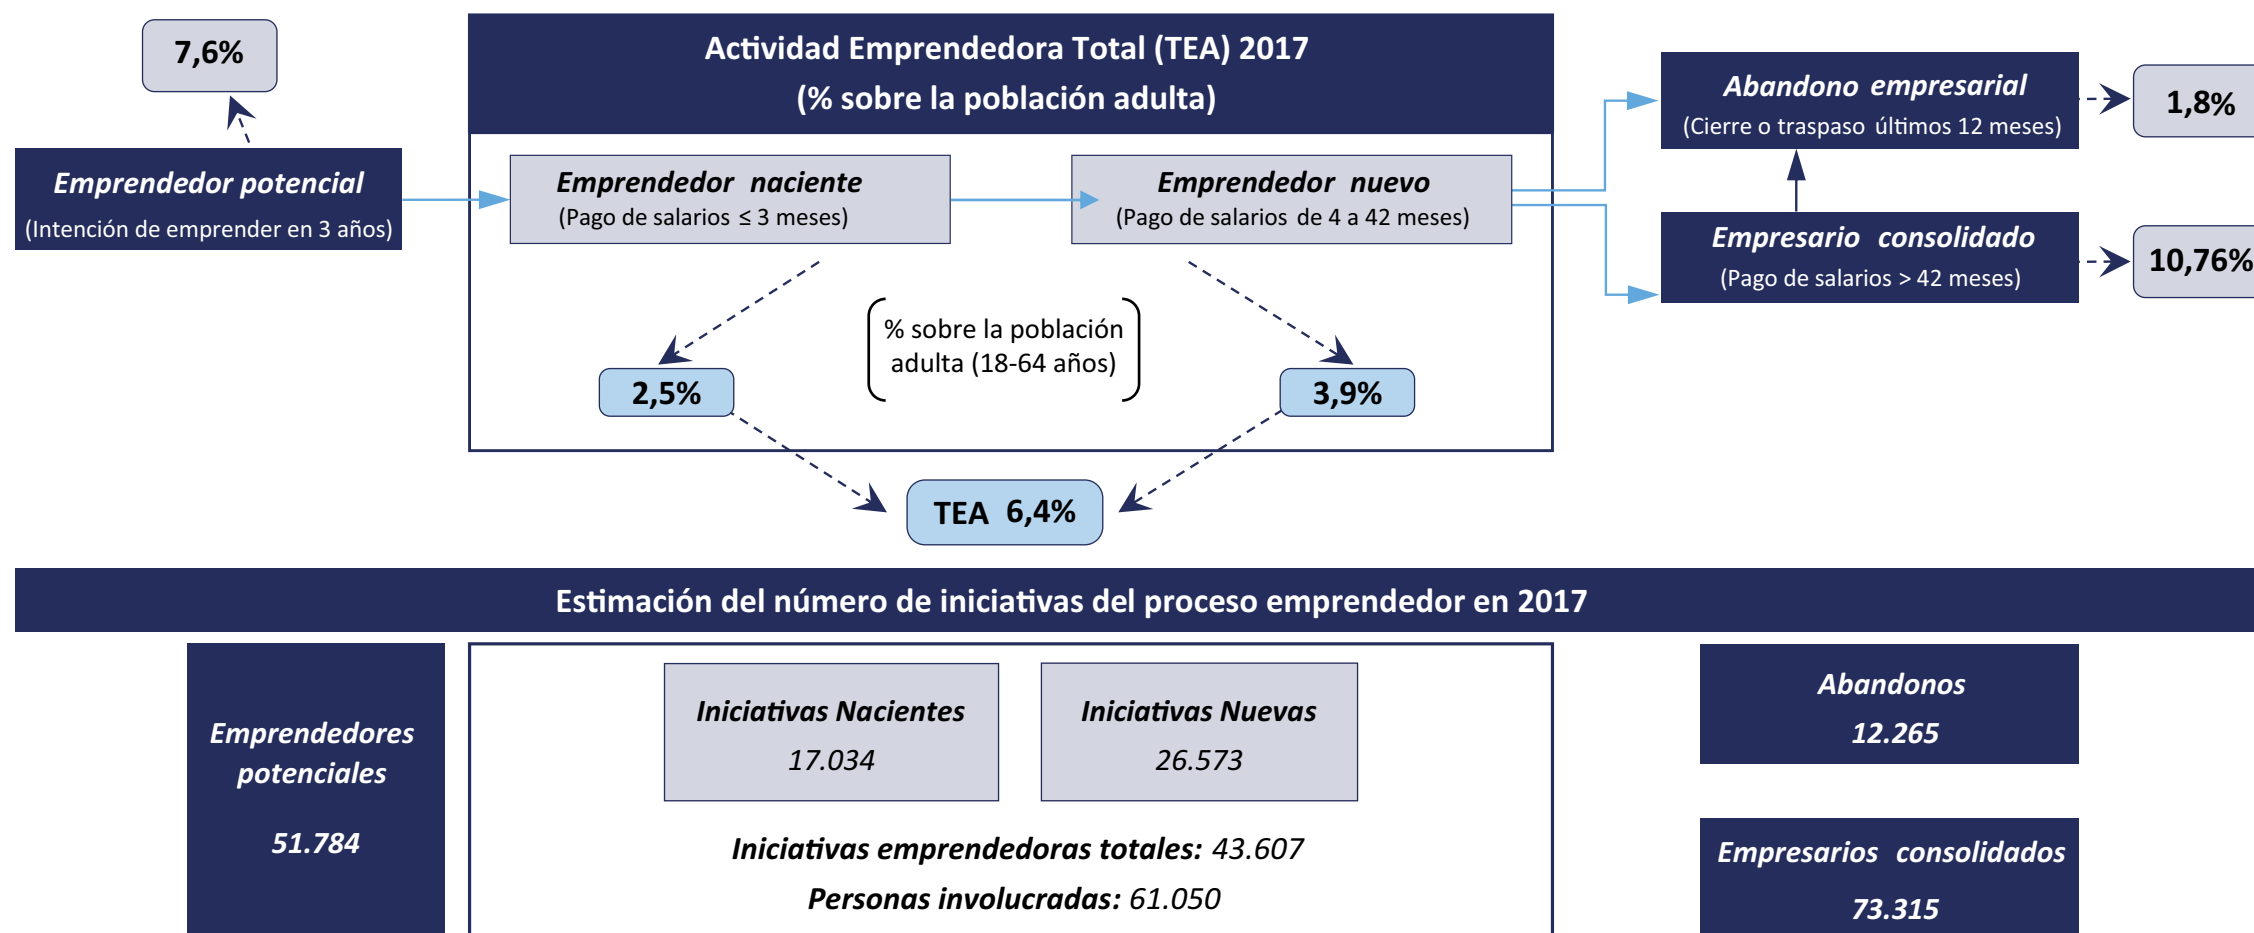 7,6%
Emprendedor potencial
(Intención de emprender en 3 años)
Actividad Emprendedora Total (TEA) 2017
(% sobre la población adulta)
Emprendedor naciente
(Pago de salarios ≤ 3 meses)
Emprendedor nuevo
(Pago de salarios de 4 a 42 meses)
% sobre la población
adulta (18-64 años)
2,5%
3,9%
TEA 6,4%
Abandono empresarial
(Cierre o traspaso últimos 12 meses)
1,8%
Empresario consolidado
(Pago de salarios > 42 meses)
10,76%
Estimación del número de iniciativas del proceso emprendedor en 2017
Emprendedores
potenciales
51.784
Iniciativas Nacientes
17.034
Iniciativas Nuevas
26.573
Iniciativas emprendedoras totales: 43.607
Personas involucradas: 61.050
Abandonos
12.265
Empresarios consolidados
73.315